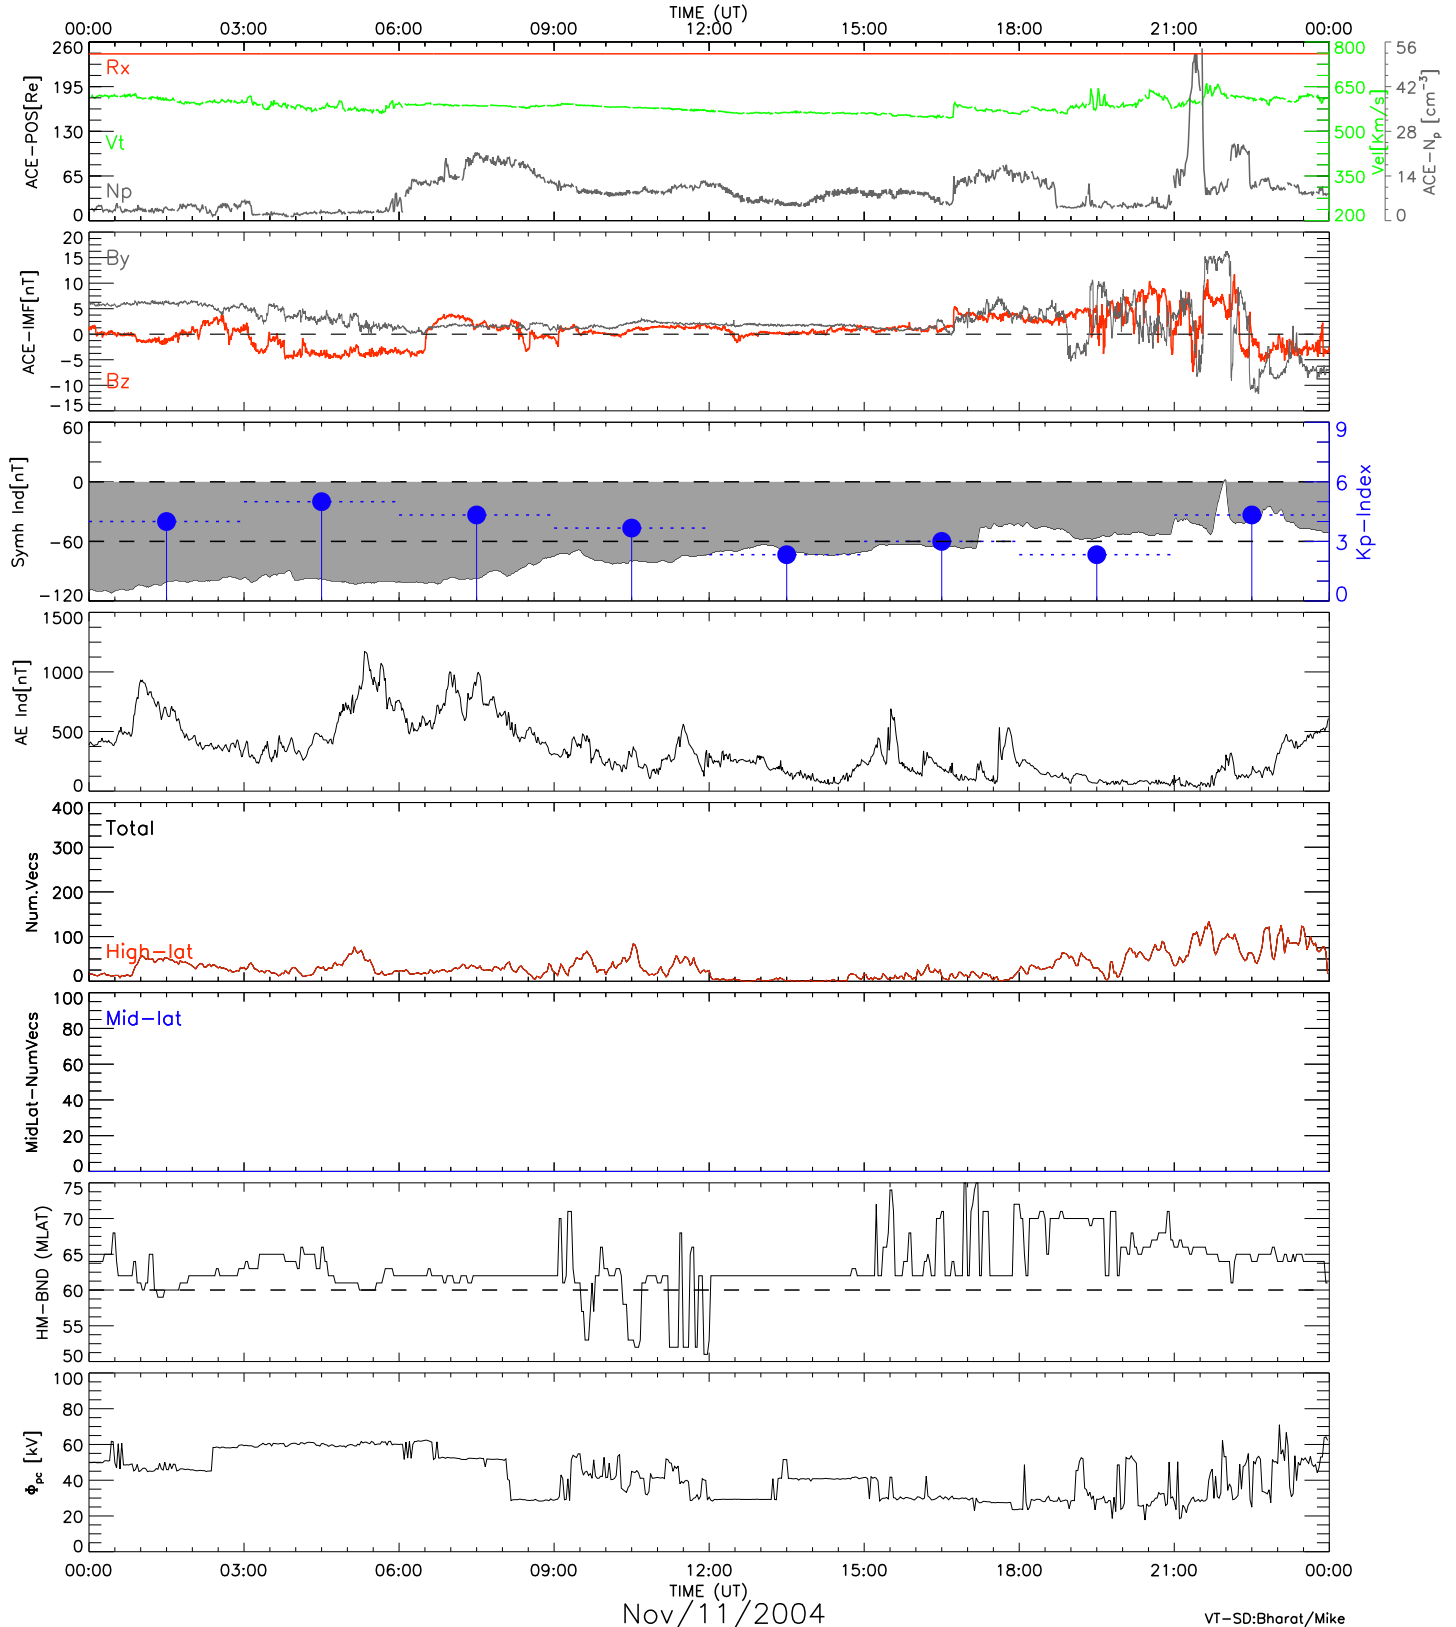 TIME (UT)
00:00 03:00 06:00 09:00 12:00 15:00 18:00 21:00 00:00
ACE-POS[Re]
260
195
130
65
0
Rx
Vt
Np
800
650
500
350
200
Vel[Km/s]
56
42
28
14
0
ACE-Np [cm-3]
ACE-IMF[nT]
20
15
10
5
0
-5
-10
-15
By
Bz
Symh Ind[nT]
60
0
-60
-120
9
6
3
0
Kp-Index
AE Ind[nT]
1500
1000
500
0
Num.Vecs
400
300
200
100
0
Total
High-lat
MidLat-NumVecs
100
80
60
40
20
0
Mid-lat
HM-BND (MLAT)
75
70
65
60
55
50
Φpc [kV]
100
80
60
40
20
0
00:00 03:00 06:00 09:00 12:00 15:00 18:00 21:00 00:00
TIME (UT)
Nov/11/2004
VT-SD:Bharat/Mike